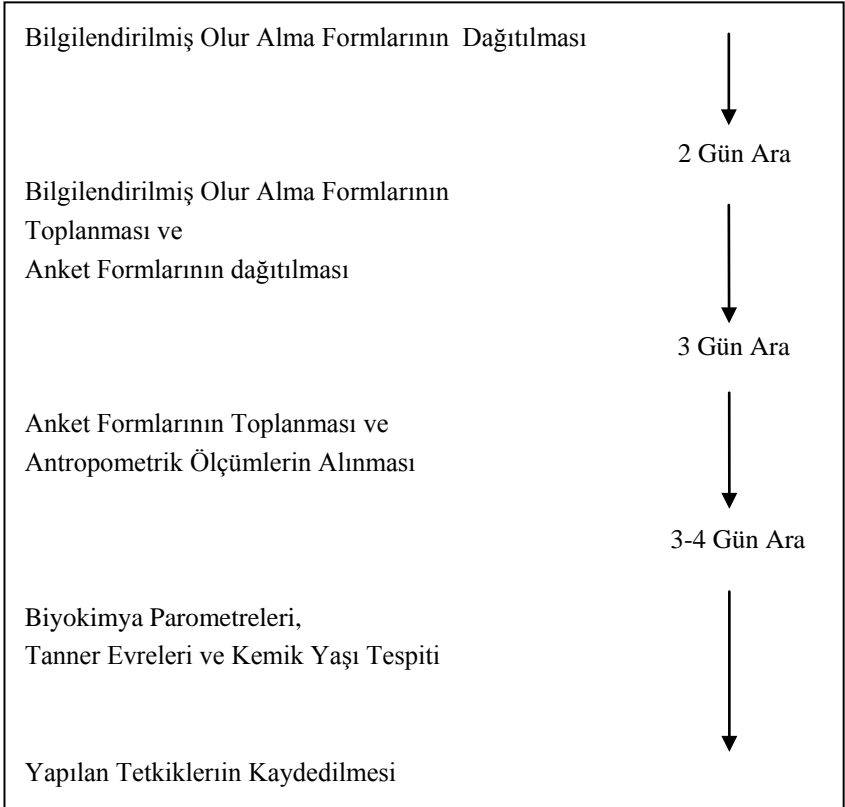 Bilgilendirilmiş Olur Alma Formlarının Dağıtılması
2 Gün Ara
Bilgilendirilmiş Olur Alma Formlarının
Toplanması ve
Anket Formlarının dağıtılması
3 Gün Ara
Anket Formlarının Toplanması ve
Antropometrik Ölçümlerin Alınması
3-4 Gün Ara
Biyokimya Parometreleri,
Tanner Evreleri ve Kemik Yaşı Tespiti
Yapılan Tetkiklerıin Kaydedilmesi